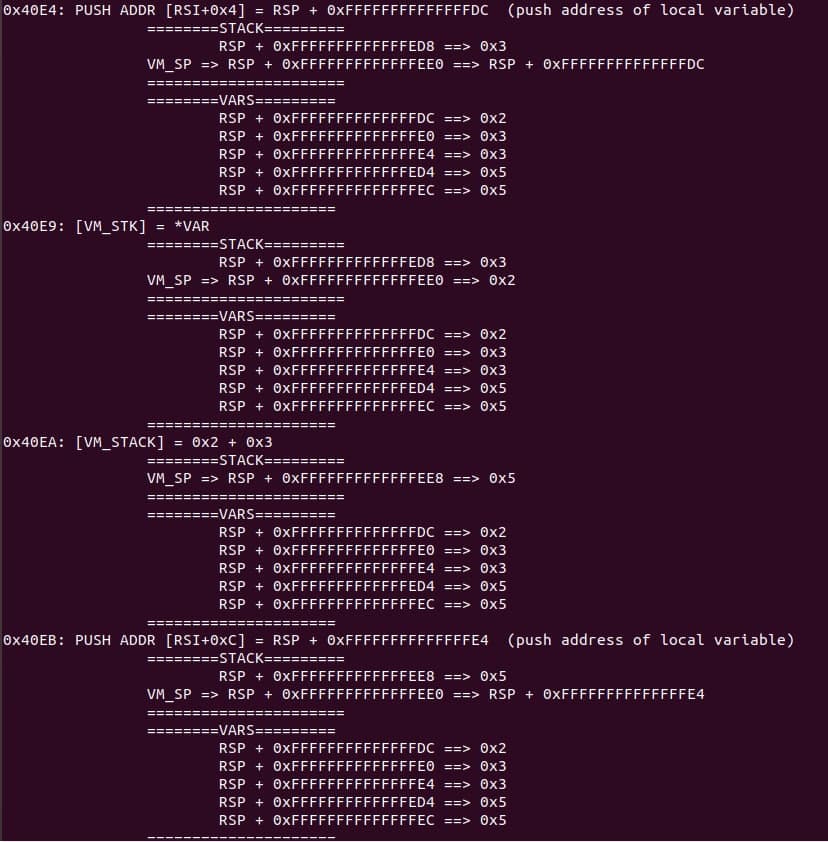 0x40E4: PUSH ADDR [RSI+0x4] = RSP + 0xFFFFFFFFFFFFFFDC  (push address of local variable)
========STACK=========
RSP + 0xFFFFFFFFFFFFFED8 ==> 0x3
VM_SP => RSP + 0xFFFFFFFFFFFFFEE0 ==> RSP + 0xFFFFFFFFFFFFFFDC
======================
========VARS=========
RSP + 0xFFFFFFFFFFFFFFDC ==> 0x2
RSP + 0xFFFFFFFFFFFFFFE0 ==> 0x3
RSP + 0xFFFFFFFFFFFFFFE4 ==> 0x3
RSP + 0xFFFFFFFFFFFFFED4 ==> 0x5
RSP + 0xFFFFFFFFFFFFFFEC ==> 0x5
=====================
0x40E9: [VM_STK] = *VAR
========STACK=========
RSP + 0xFFFFFFFFFFFFFED8 ==> 0x3
VM_SP => RSP + 0xFFFFFFFFFFFFFEE0 ==> 0x2
======================
========VARS=========
RSP + 0xFFFFFFFFFFFFFFDC ==> 0x2
RSP + 0xFFFFFFFFFFFFFFE0 ==> 0x3
RSP + 0xFFFFFFFFFFFFFFE4 ==> 0x3
RSP + 0xFFFFFFFFFFFFFED4 ==> 0x5
RSP + 0xFFFFFFFFFFFFFFEC ==> 0x5
=====================
0x40EA: [VM_STACK] = 0x2 + 0x3
========STACK=========
VM_SP => RSP + 0xFFFFFFFFFFFFFEE8 ==> 0x5
======================
========VARS=========
RSP + 0xFFFFFFFFFFFFFFDC ==> 0x2
RSP + 0xFFFFFFFFFFFFFFE0 ==> 0x3
RSP + 0xFFFFFFFFFFFFFFE4 ==> 0x3
RSP + 0xFFFFFFFFFFFFFED4 ==> 0x5
RSP + 0xFFFFFFFFFFFFFFEC ==> 0x5
=====================
0x40EB: PUSH ADDR [RSI+0xC] = RSP + 0xFFFFFFFFFFFFFFE4  (push address of local variable)
========STACK=========
RSP + 0xFFFFFFFFFFFFFEE8 ==> 0x5
VM_SP => RSP + 0xFFFFFFFFFFFFFEE0 ==> RSP + 0xFFFFFFFFFFFFFFE4
======================
========VARS=========
RSP + 0xFFFFFFFFFFFFFFDC ==> 0x2
RSP + 0xFFFFFFFFFFFFFFE0 ==> 0x3
RSP + 0xFFFFFFFFFFFFFFE4 ==> 0x3
RSP + 0xFFFFFFFFFFFFFED4 ==> 0x5
RSP + 0xFFFFFFFFFFFFFFEC ==> 0x5
=====================